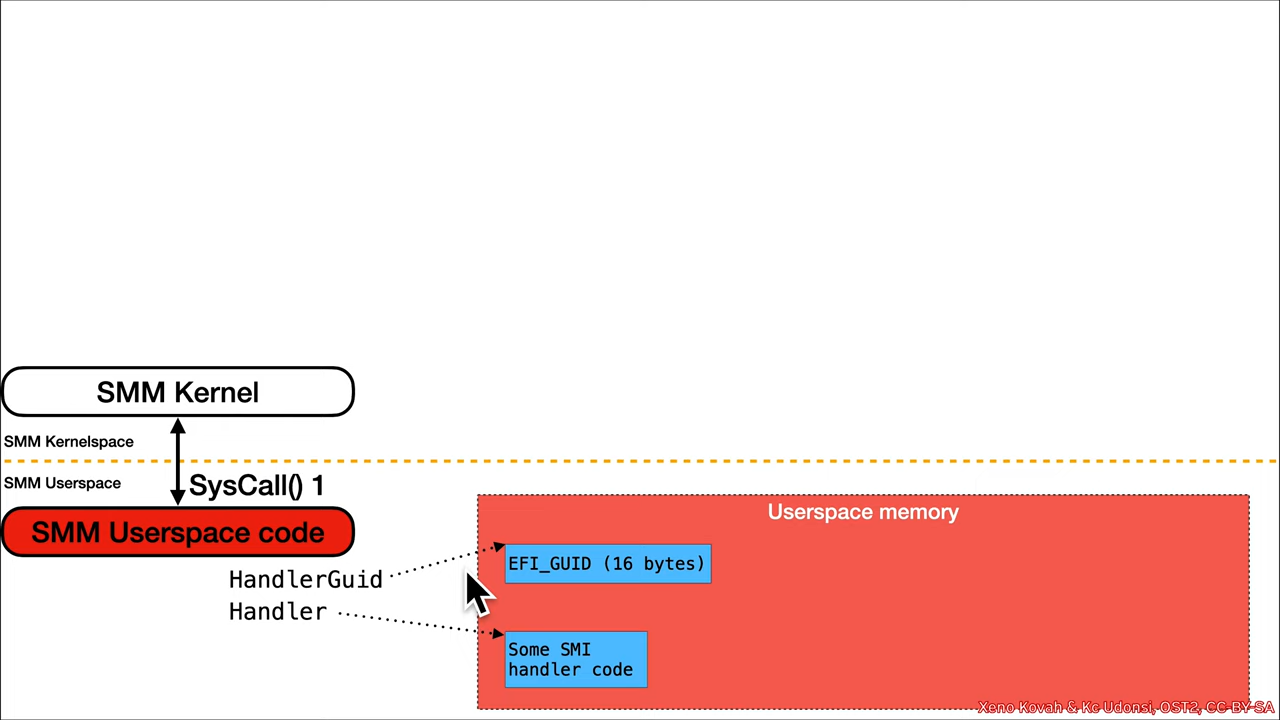 SMM Kernel
SMM Kernelspace
SMM Userspace
SysCall() 1
SMM Userspace code
HandlerGuid
Handler
Userspace memory
EFI_GUID (16 bytes)
Some SMI
handler code
Xeno Kovah & Kc Udonsi, OST2, CC-BY-SA